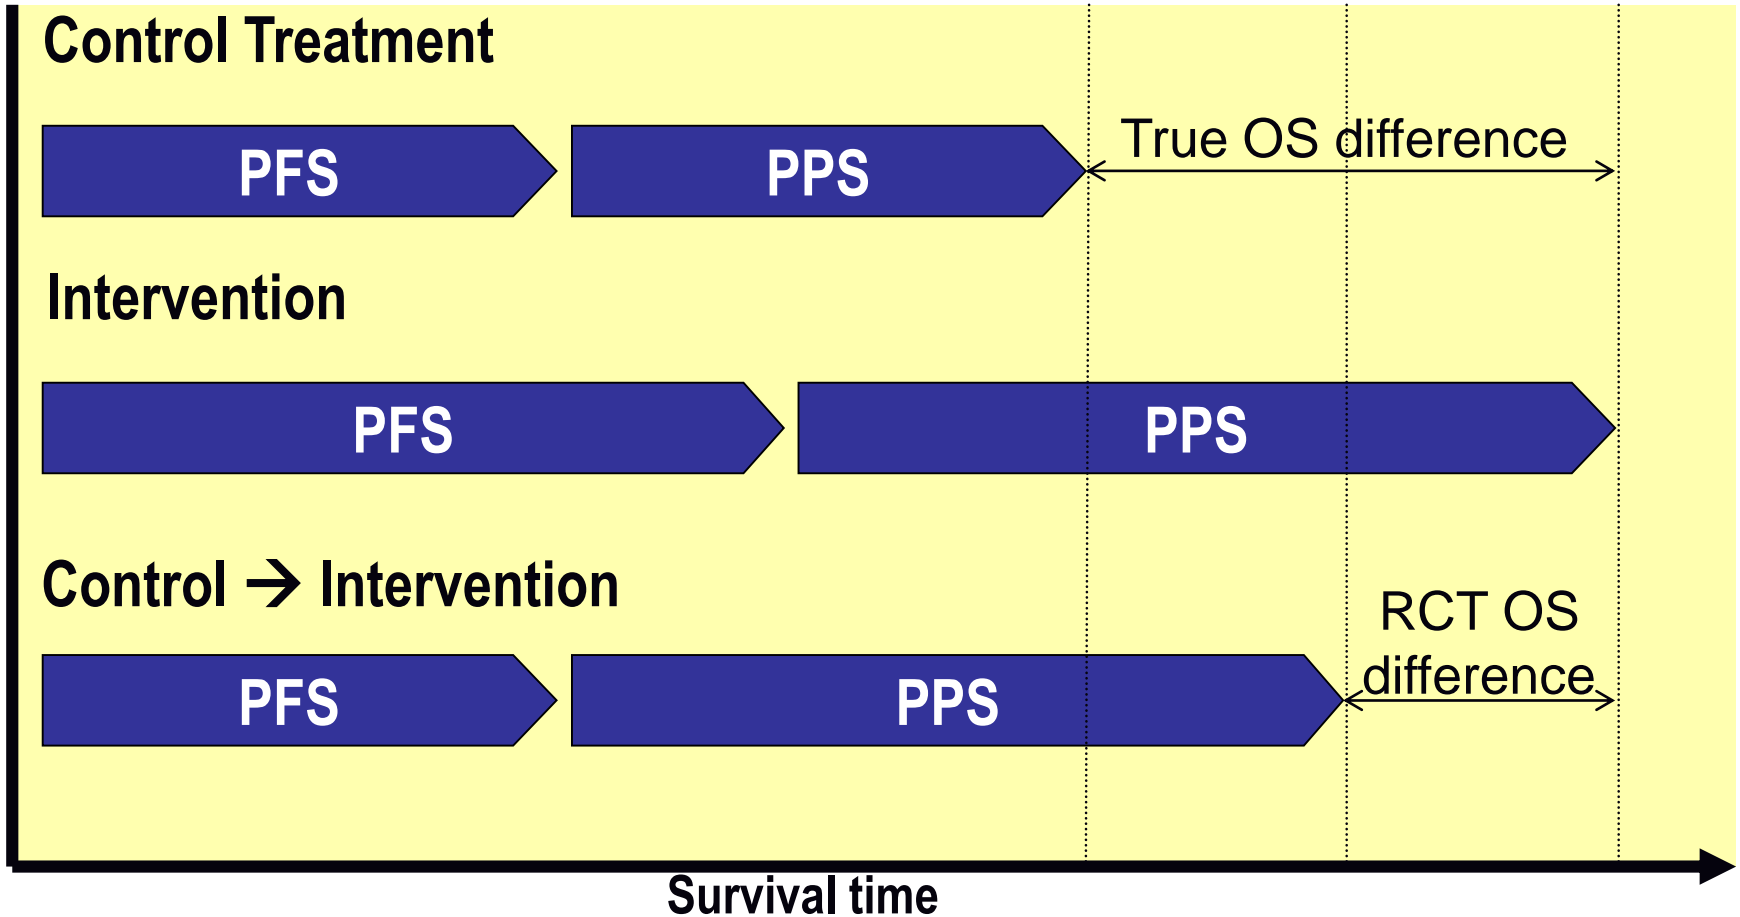 Control Treatment
PFS
PPS
True OS difference
Intervention
PFS
PPS
Control → Intervention
RCT OS
difference
PFS
PPS
Survival time